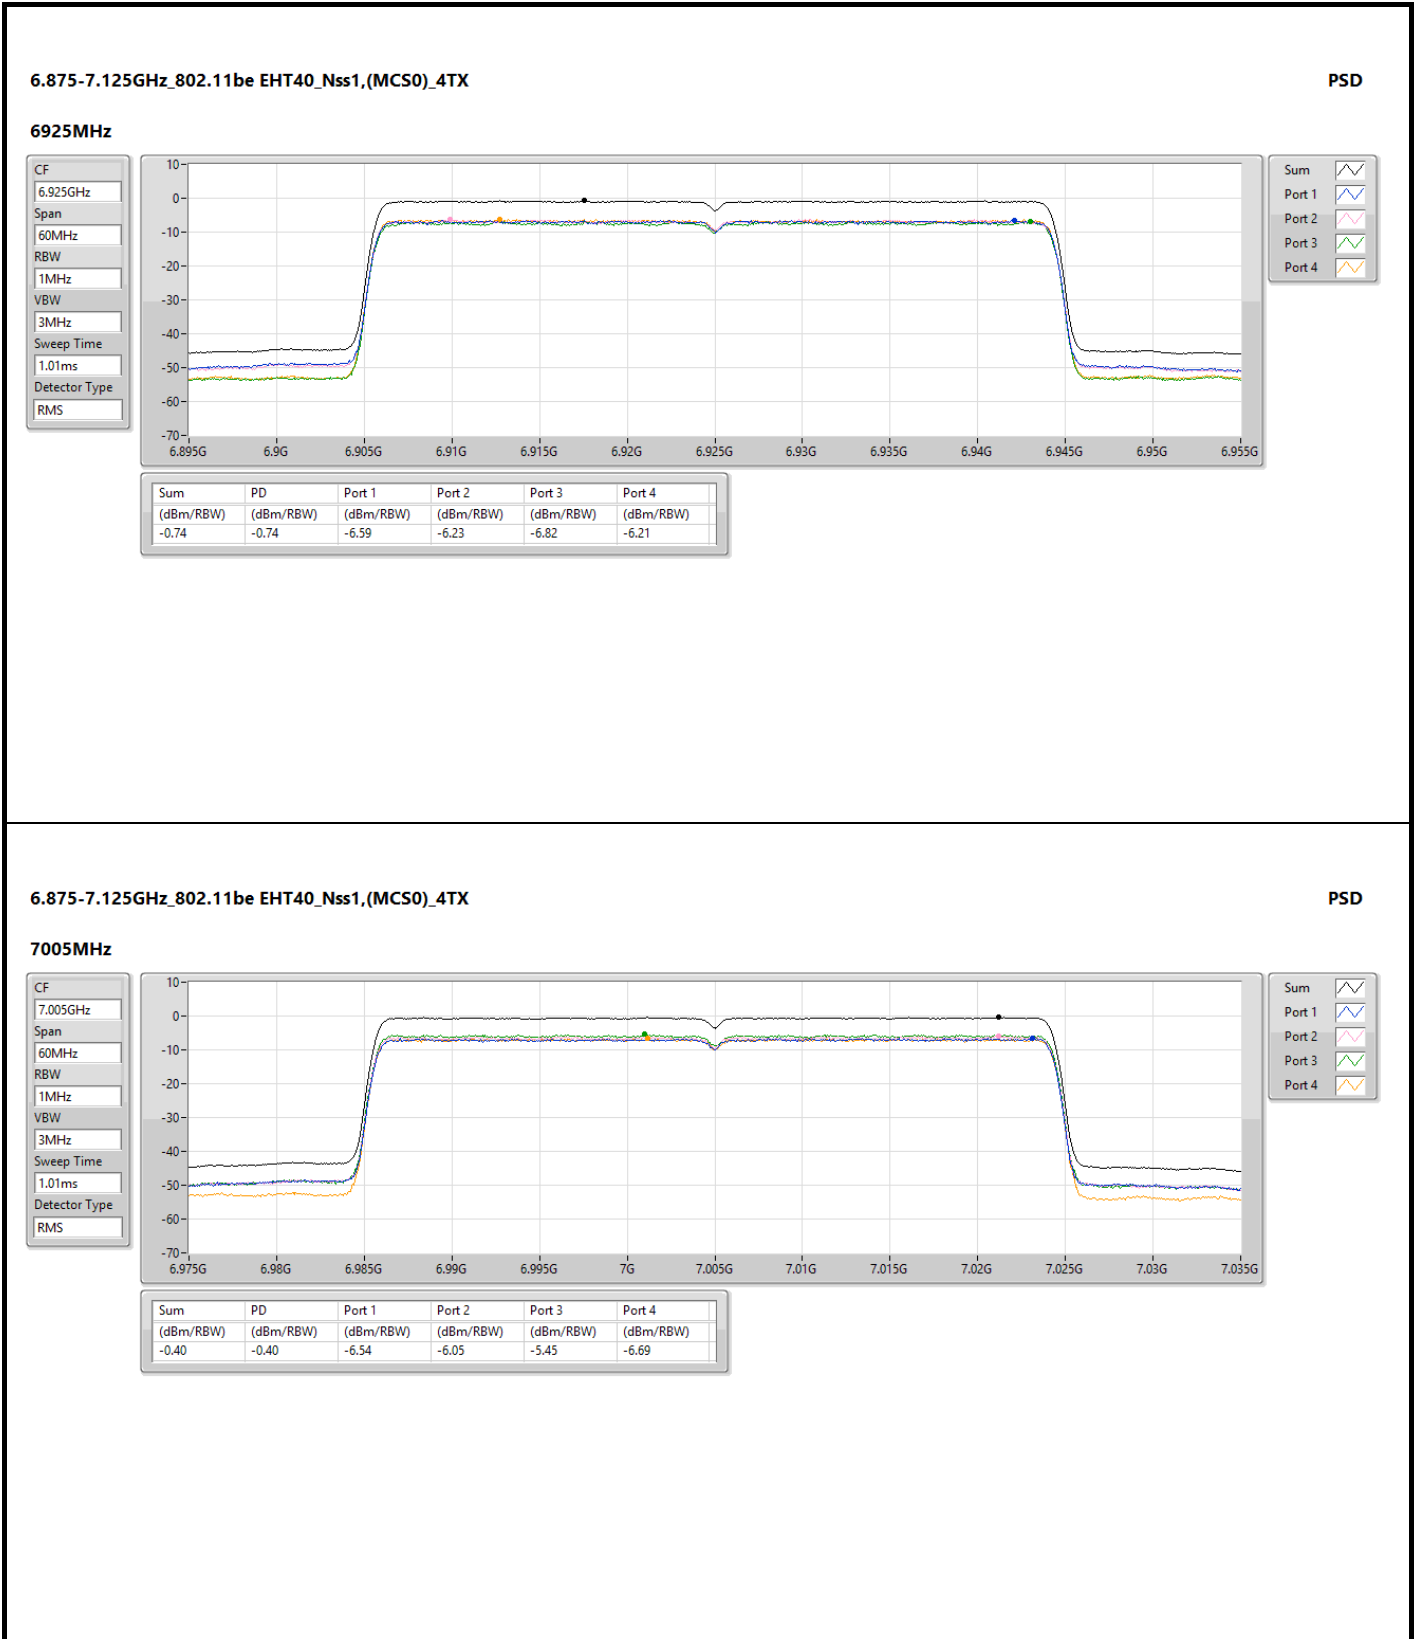 6.875-7.125GHz_802.11be EHT40_Nss1,(MCS0)_4TX PSD
6925MHz
CF
6.925GHz
Span
60MHz
RBW
1MHz
VBW
3MHz
Sweep Time
1.01ms
Detector Type
RMS
10
0
-10
-20
-30
-40
-50
-60
-70
6.895G 6.9G 6.905G 6.91G 6.915G 6.92G 6.925G 6.93G 6.935G 6.94G 6.945G 6.95G 6.955G
Sum
Port 1
Port 2
Port 3
Port 4
Sum PD Port 1 Port 2 Port 3 Port 4
(dBm/RBW) (dBm/RBW) (dBm/RBW) (dBm/RBW) (dBm/RBW) (dBm/RBW)
-0.74 -0.74 -6.59 -6.23 -6.82 -6.21
6.875-7.125GHz_802.11be EHT40_Nss1,(MCS0)_4TX PSD
7005MHz
CF
7.005GHz
Span
60MHz
RBW
1MHz
VBW
3MHz
Sweep Time
1.01ms
Detector Type
RMS
10
0
-10
-20
-30
-40
-50
-60
-70
6.975G 6.98G 6.985G 6.99G 6.995G 7G 7.005G 7.01G 7.015G 7.02G 7.025G 7.03G 7.035G
Sum
Port 1
Port 2
Port 3
Port 4
Sum PD Port 1 Port 2 Port 3 Port 4
(dBm/RBW) (dBm/RBW) (dBm/RBW) (dBm/RBW) (dBm/RBW) (dBm/RBW)
-0.40 -0.40 -6.54 -6.05 -5.45 -6.69